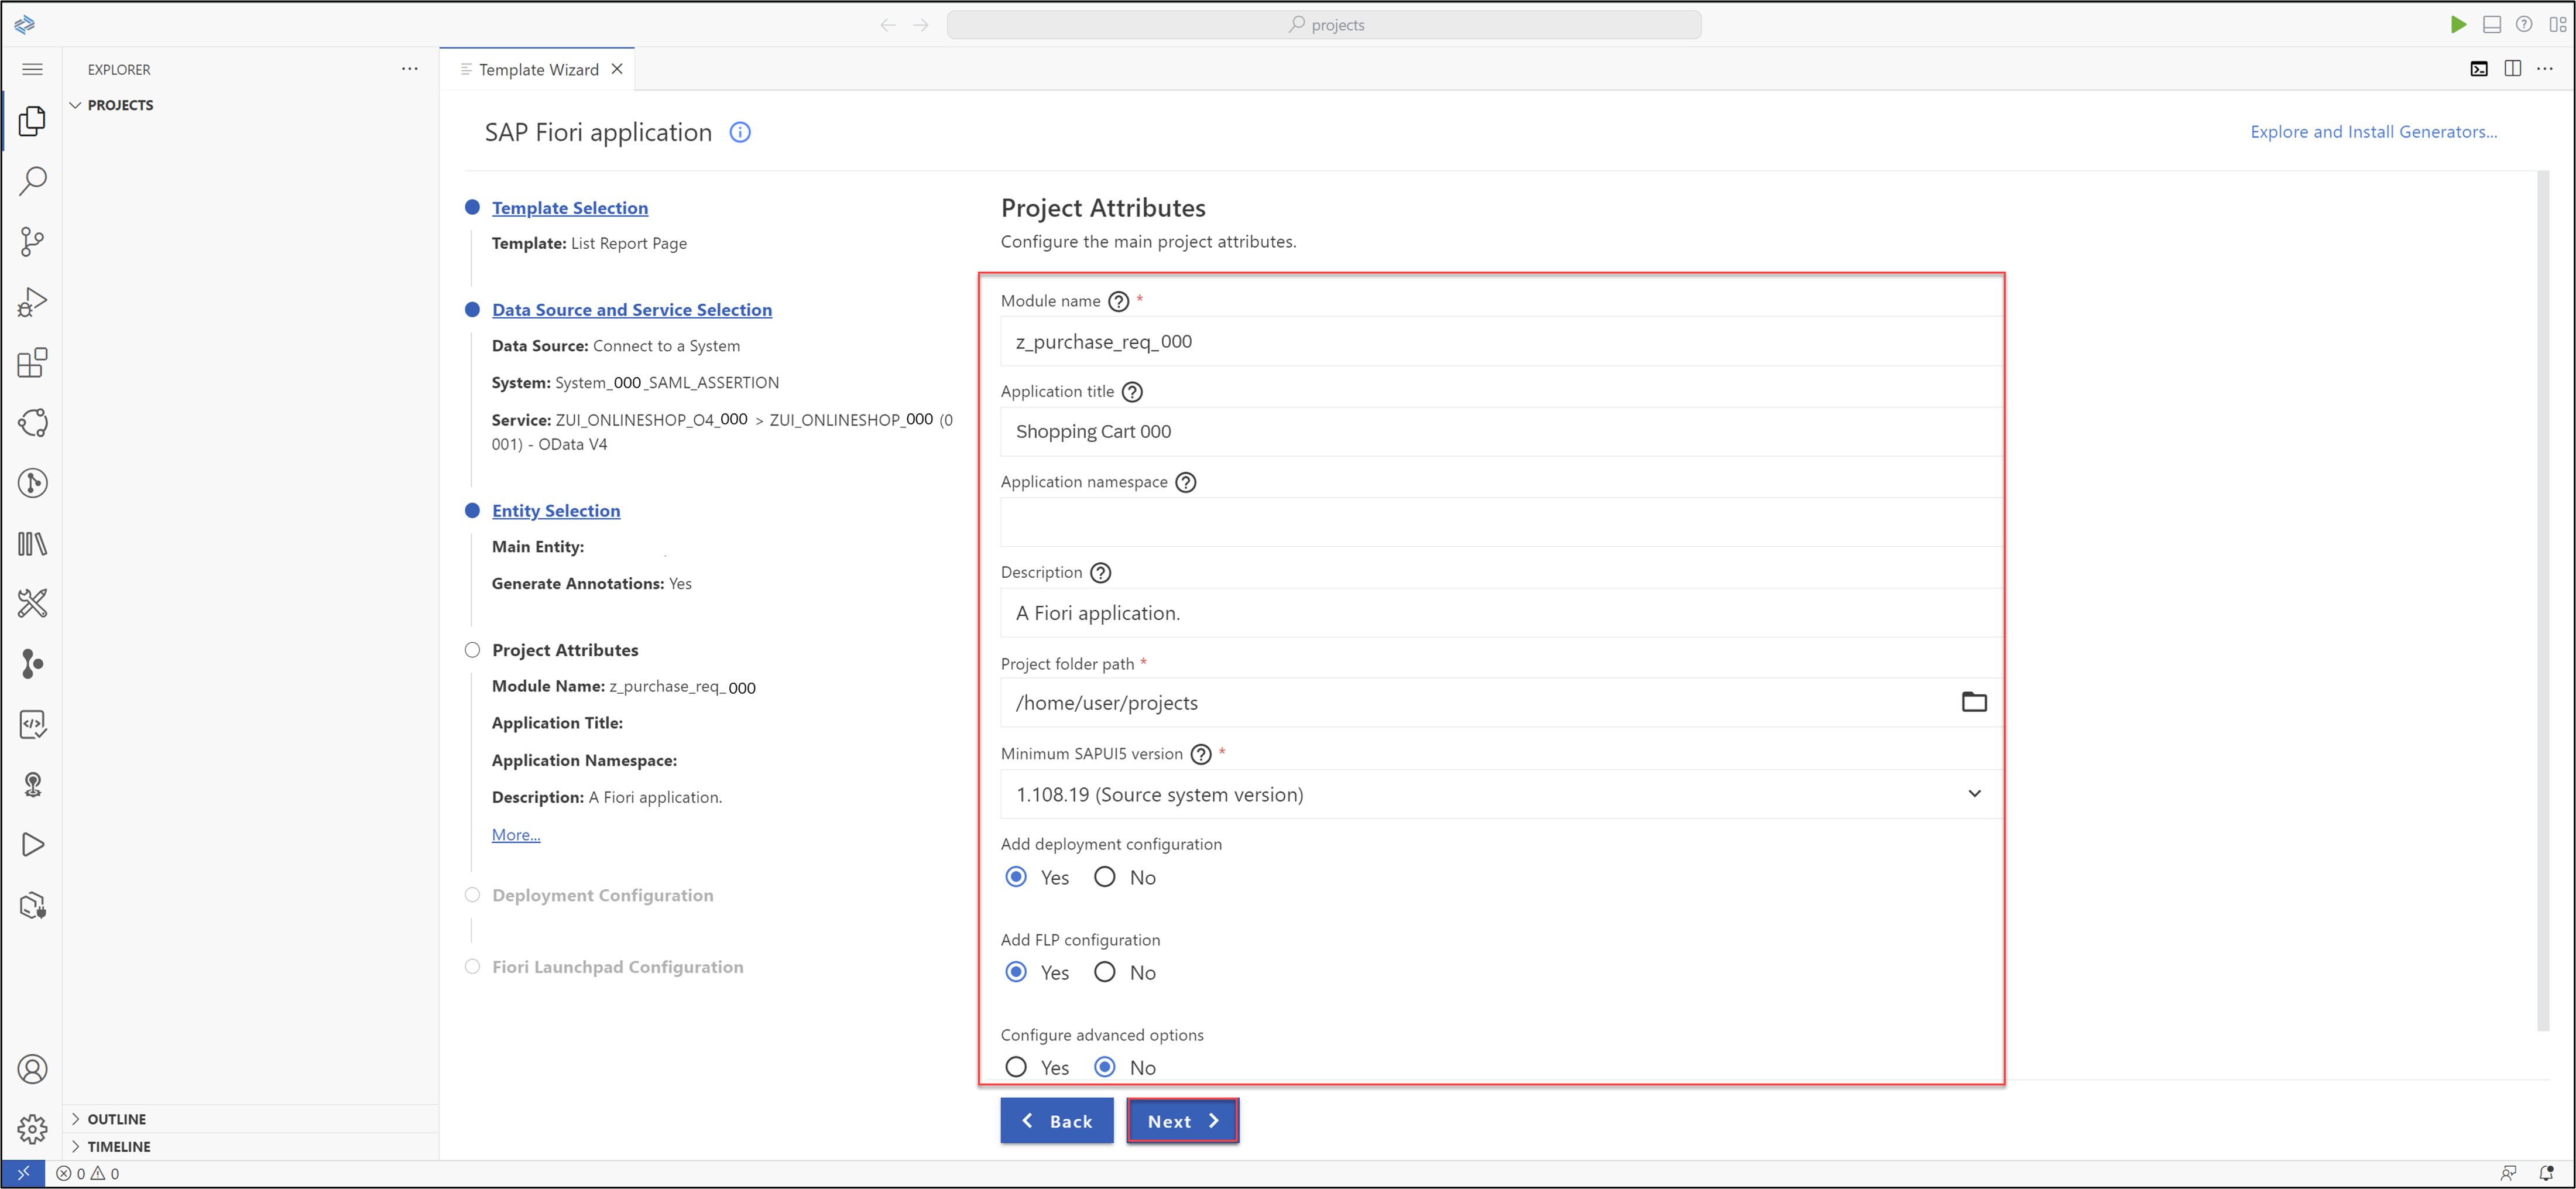 projects
EXPLORER
PROJECTS
Template Wizard
SAP Fiori application
Explore and Install Generators...
Template Selection
Template: List Report Page
Data Source and Service Selection
Data Source: Connect to a System
System: System_000_SAML_ASSERTION
Service: ZUI_ONLINESHOP_O4_000 > ZUI_ONLINESHOP_000 (0
001) - OData V4
Entity Selection
Main Entity:
Generate Annotations: Yes
Project Attributes
Module Name: z_purchase_req_000
Application Title:
Application Namespace:
Description: A Fiori application.
More...
Deployment Configuration
Fiori Launchpad Configuration
Project Attributes
Configure the main project attributes.
Module name ? *
z_purchase_req_000
Application title ?
Shopping Cart 000
Application namespace ?
Description ?
A Fiori application.
Project folder path *
/home/user/projects
Minimum SAPUI5 version ? *
1.108.19 (Source system version)
Add deployment configuration
Yes No
Add FLP configuration
Yes No
Configure advanced options
Yes No
Back Next
OUTLINE
TIMELINE
0 0